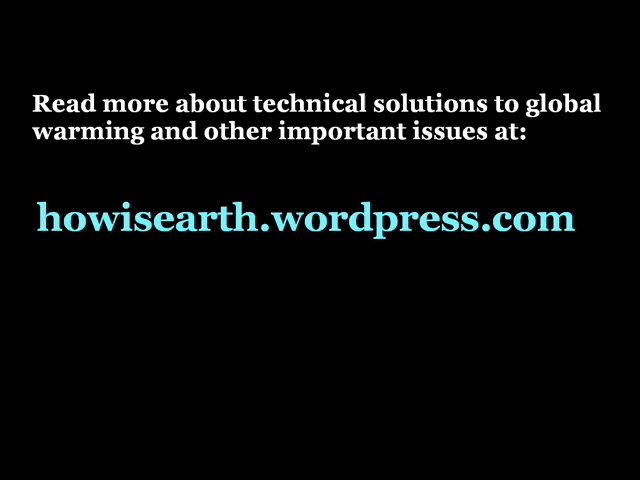 Read more about technical solutions to global
warming and other important issues at:
howisearth.wordpress.com